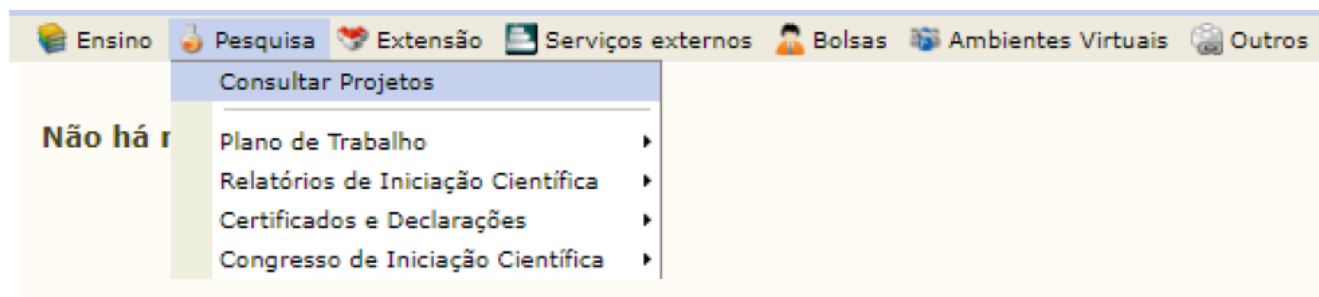 Ensino Pesquisa Extensão Serviços externos Bolsas Ambientes Virtuais Outros
Consultar Projetos
Não há
Plano de Trabalho
Relatórios de Iniciação Científica
Certificados e Declarações
Congresso de Iniciação Científica